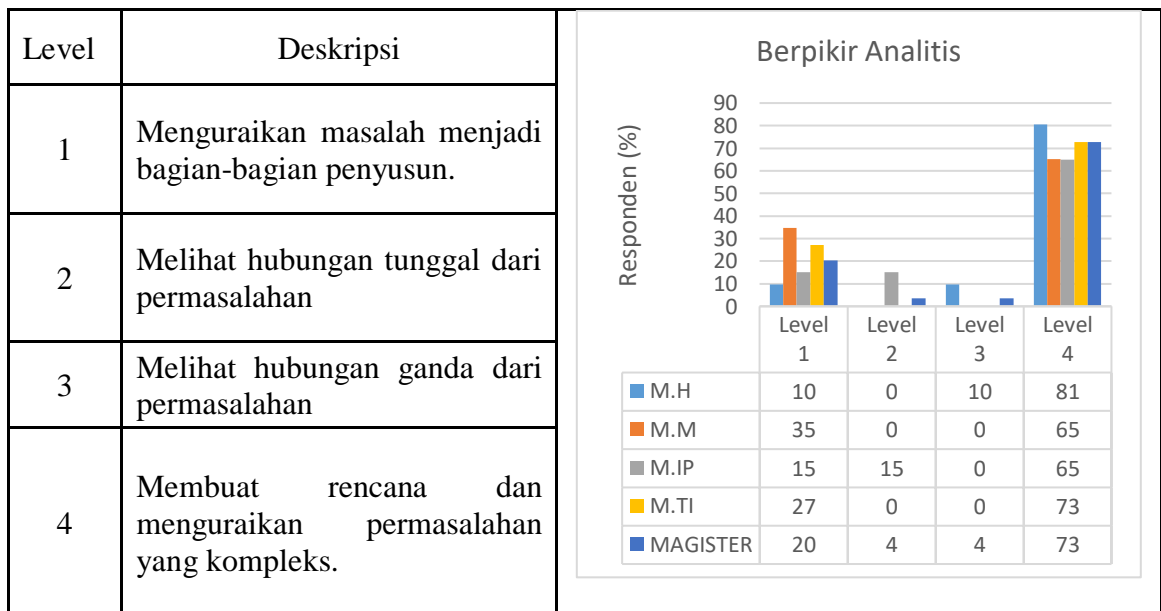 Level Deskripsi
1 Menguraikan masalah menjadi
bagian-bagian penyusun.
2 Melihat hubungan tunggal dari
permasalahan
3 Melihat hubungan ganda dari
permasalahan
4 Membuat rencana dan
menguraikan permasalahan
yang kompleks.
Berpikir Analitis
Responden (%)
90
80
70
60
50
40
30
20
10
0
Level 1 Level 2 Level 3 Level 4
M.H 10 0 10 81
M.M 35 0 0 65
M.IP 15 15 0 65
M.TI 27 0 0 73
MAGISTER 20 4 4 73